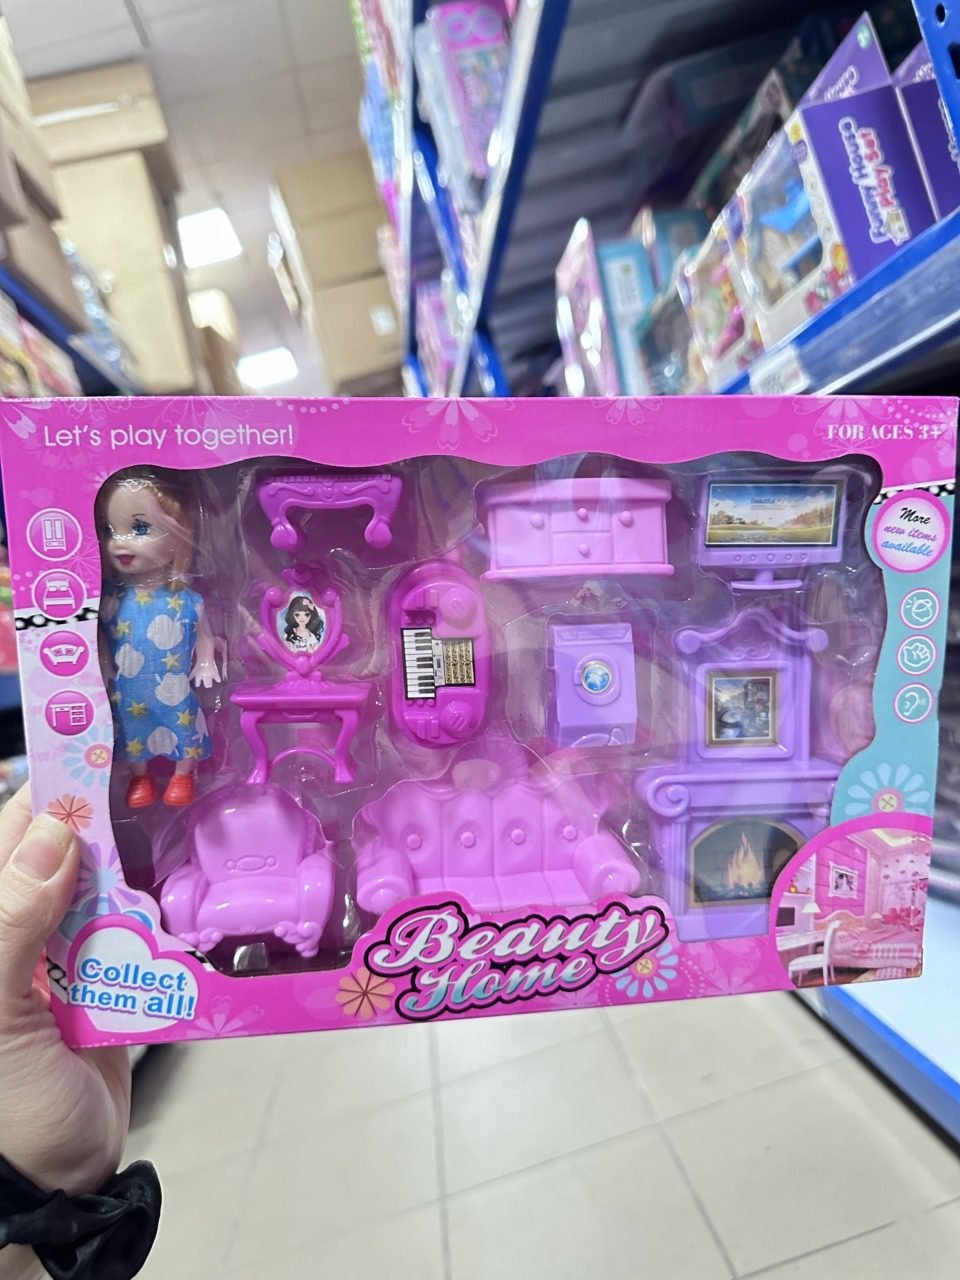 Funny House
Play Set
Let's play together!
FOR AGES 3+
More
new items
available
Beautiful
Collect
them all!
Beauty
Home